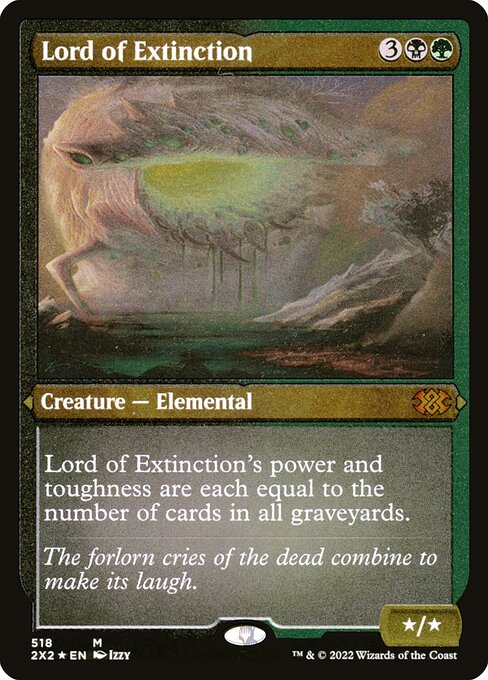 Lord of Extinction 3
Creature — Elemental
Lord of Extinction's power and
toughness are each equal to the
number of cards in all graveyards.
The forlorn cries of the dead combine to
make its laugh.
★/★
518 M
2X2 ★ EN Izzy
™ & © 2022 Wizards of the Coast